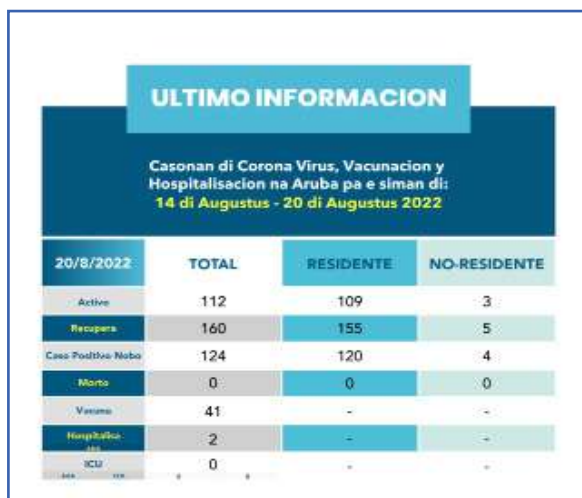 ULTIMO INFORMACION
Casonan di Corona Virus, Vacunacion y
Hospitalisacion na Aruba pa e siman di:
14 di Augustus - 20 di Augustus 2022
20/8/2022 TOTAL RESIDENTE NO-RESIDENTE
Activo 112 109 3
Recupera 160 155 5
Caso Positivo Nobo 124 120 4
Morto 0 0 0
Vacuna 41 - -
Hospitalisa 2 - -
ICU 0 - -